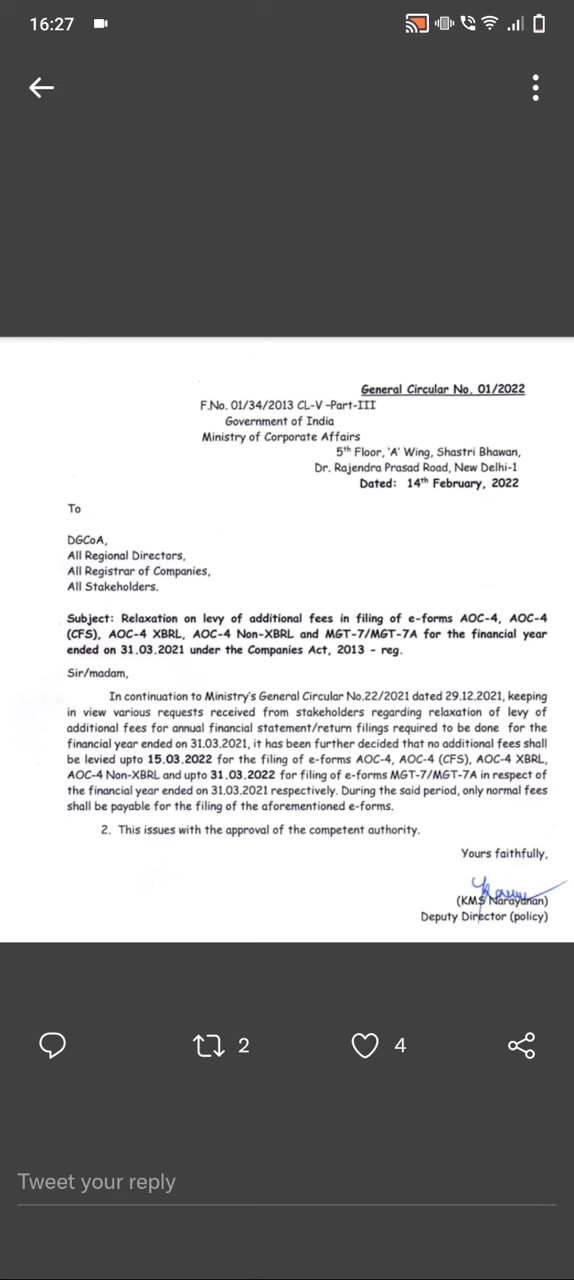 16:27
General Circular No. 01/2022
F.No. 01/34/2013 CL-V -Part-III
Government of India
Ministry of Corporate Affairs
5th Floor, 'A' Wing, Shastri Bhawan,
Dr. Rajendra Prasad Road, New Delhi-1
Dated: 14th February, 2022
To
DGCoA,
All Regional Directors,
All Registrar of Companies,
All Stakeholders.
Subject: Relaxation on levy of additional fees in filing of e-forms AOC-4, AOC-4
(CFS), AOC-4 XBRL, AOC-4 Non-XBRL and MGT-7/MGT-7A for the financial year
ended on 31.03.2021 under the Companies Act, 2013 - reg.
Sir/madam,
In continuation to Ministry's General Circular No.22/2021 dated 29.12.2021, keeping
in view various requests received from stakeholders regarding relaxation of levy of
additional fees for annual financial statement/return filings required to be done for the
financial year ended on 31.03.2021, it has been further decided that no additional fees shall
be levied upto 15.03.2022 for the filing of e-forms AOC-4, AOC-4 (CFS), AOC-4 XBRL,
AOC-4 Non-XBRL and upto 31.03.2022 for filing of e-forms MGT-7/MGT-7A in respect of
the financial year ended on 31.03.2021 respectively. During the said period, only normal fees
shall be payable for the filing of the aforementioned e-forms.
2. This issues with the approval of the competent authority.
Yours faithfully,
(KMS Narayanan)
Deputy Director (policy)
2
4
Tweet your reply